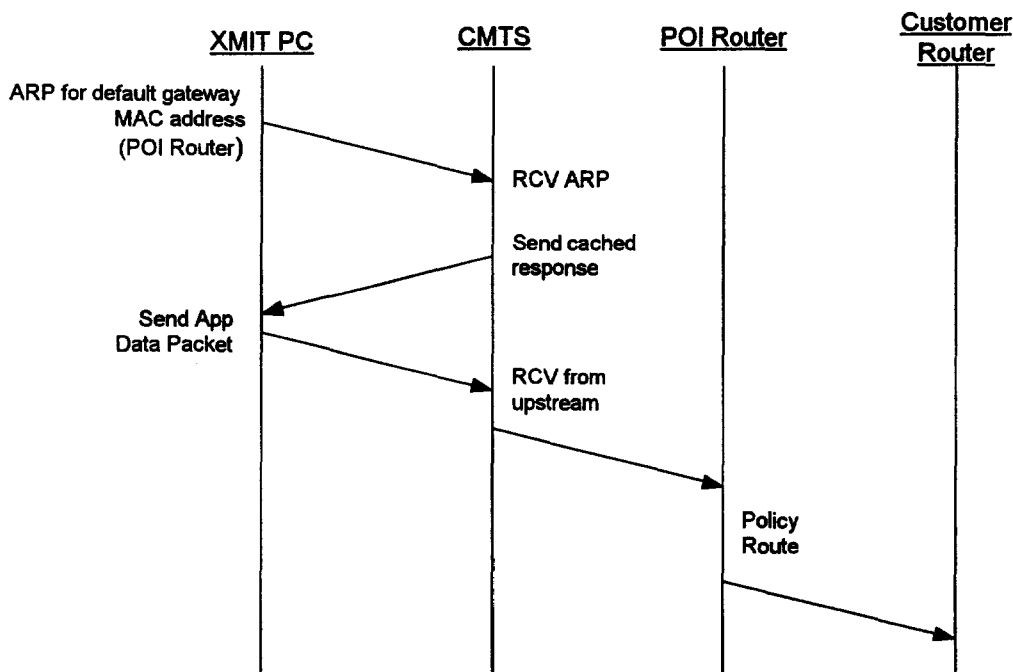 XMIT PC
CMTS
POI Router
Customer
Router
ARP for default gateway
MAC address
(POI Router)
RCV ARP
Send cached
response
Send App
Data Packet
RCV from
upstream
Policy
Route